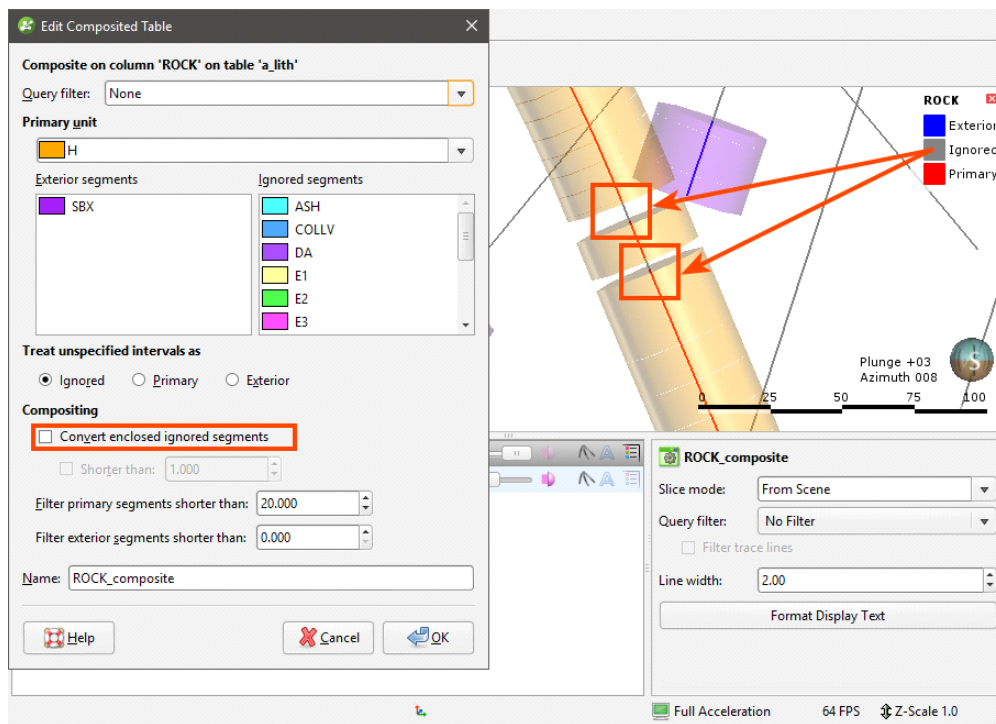 Edit Composited Table
Composite on column 'ROCK' on table 'a_lith'
Query filter: None
Primary unit
H
Exterior segments Ignored segments
SBX
ASH
COLLV
DA
E1
E2
E3
Treat unspecified intervals as
Ignored Primary Exterior
Compositing
Convert enclosed ignored segments
Shorter than: 1.000
Filter primary segments shorter than: 20.000
Filter exterior segments shorter than: 0.000
Name: ROCK_composite
Help Cancel OK
ROCK
Exterior
Ignored
Primary
Plunge +03
Azimuth 008
0 25 50 75 100
S
ROCK_composite
Slice mode: From Scene
Query filter: No Filter
Filter trace lines
Line width: 2.00
Format Display Text
Full Acceleration 64 FPS Z-Scale 1.0